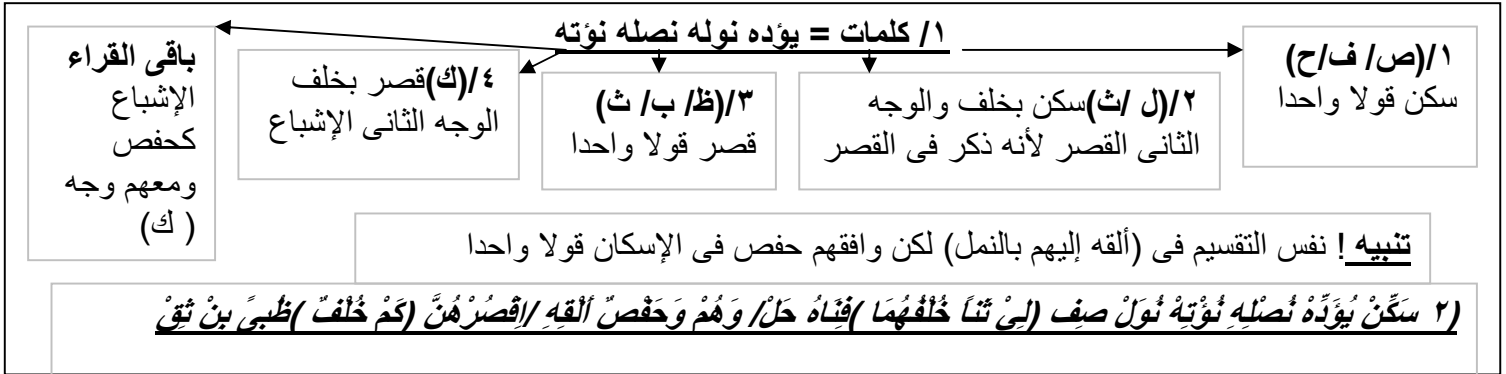 ١/ كلمات = يؤده نوله نصله نؤته
١/(ص/ ف/ح)
سكن قولا واحدا
٢/(ل /ث)سكن بخلف والوجه
الثانى القصر لأنه ذكر فى القصر
٣/(ظ/ ب/ ث)
قصر قولا واحدا
٤/(ك)قصر بخلف
الوجه الثانى الإشباع
باقى القراء
الإشباع
كحفص
ومعهم وجه
( ك)
تنبيه ! نفس التقسيم فى (ألقه إليهم بالنمل) لكن وافقهم حفص فى الإسكان قولا واحدا
٢) سَكِّنْ يُؤَدِّهْ نُصْلِهِ نُؤْتِهْ نُوَلْ صِف (لِيْ ثَناً خُلْفُهُمَا )فِنَاهُ حَلْ/ وَهُمْ وَحَفْصٌ أَلْقِهِ /اِقْصُرْهُنَّ (كَمْ خُلْفٌ )ظُبىً بِنْ ثِقْ